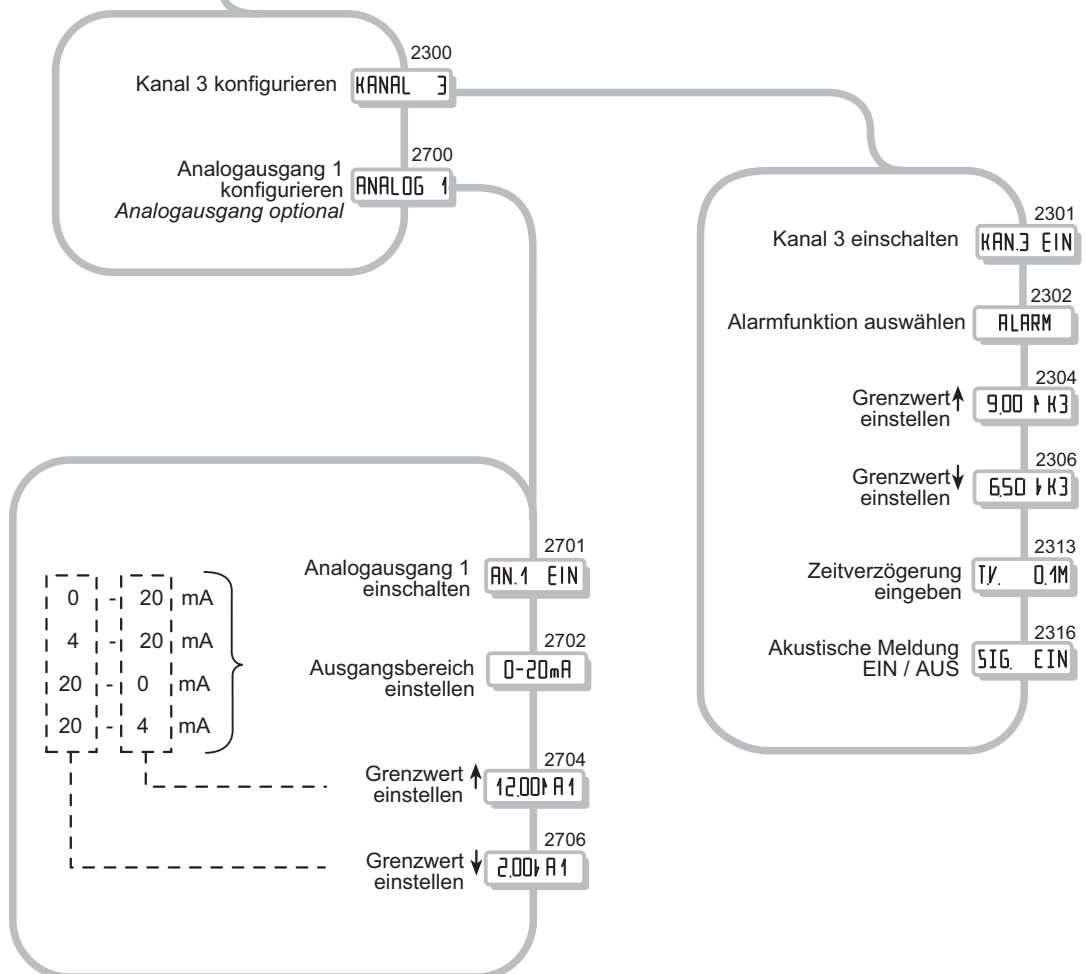 2300
Kanal 3 konfigurieren
KANAL 3
2700
Analogausgang 1
konfigurieren
Analogausgang optional
ANALOG 1
2301
Kanal 3 einschalten
KAN.3 EIN
2302
Alarmfunktion auswählen
ALARM
2304
Grenzwert↑
einstellen
9.00 ↑ K3
2306
Grenzwert↓
einstellen
6.50 ↓ K3
2313
Zeitverzögerung
eingeben
T.V. 0.1M
2316
Akustische Meldung
EIN / AUS
SIG. EIN
2701
Analogausgang 1
einschalten
AN.1 EIN
0 - 20 mA
4 - 20 mA
20 - 0 mA
20 - 4 mA
2702
Ausgangsbereich
einstellen
0-20mA
2704
Grenzwert ↑
einstellen
12.00↑ A1
2706
Grenzwert ↓
einstellen
2.00↓ A1